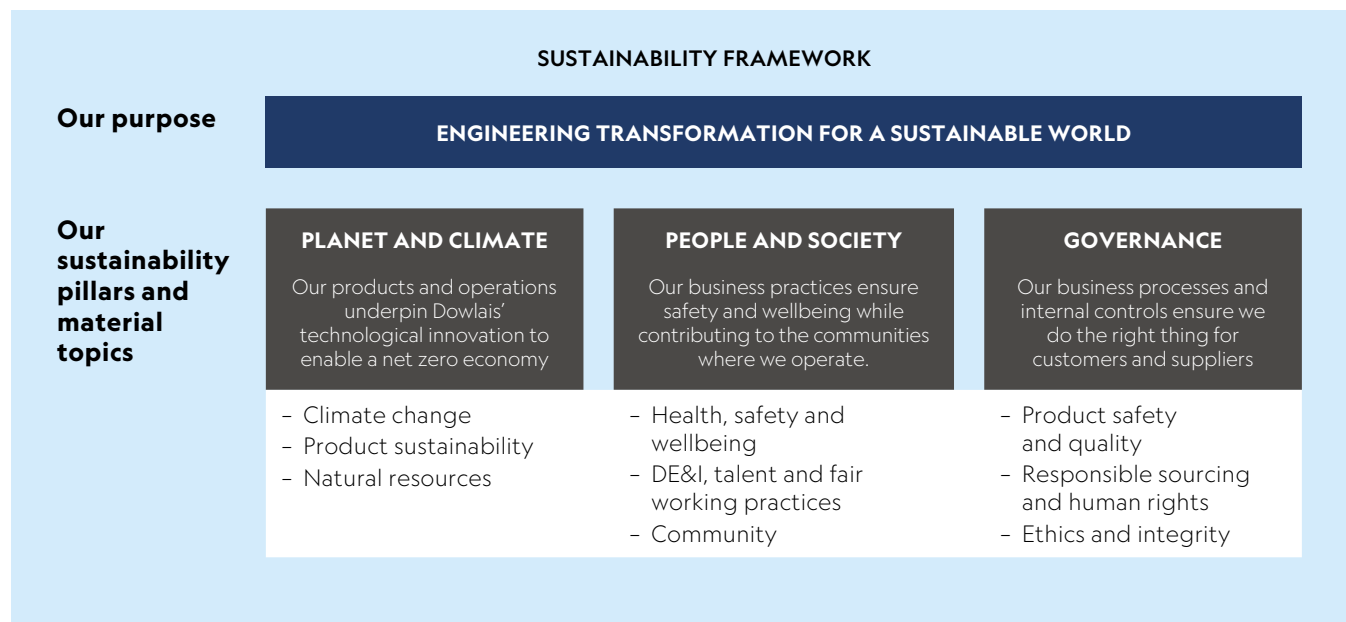 SUSTAINABILITY FRAMEWORK
Our purpose
ENGINEERING TRANSFORMATION FOR A SUSTAINABLE WORLD
Our
sustainability
pillars and
material
topics
PLANET AND CLIMATE
Our products and operations
underpin Dowlais’
technological innovation to
enable a net zero economy
– Climate change
– Product sustainability
– Natural resources
PEOPLE AND SOCIETY
Our business practices ensure
safety and wellbeing while
contributing to the communities
where we operate.
– Health, safety and
wellbeing
– DE&I, talent and fair
working practices
– Community
GOVERNANCE
Our business processes and
internal controls ensure we
do the right thing for
customers and suppliers
– Product safety
and quality
– Responsible sourcing
and human rights
– Ethics and integrity